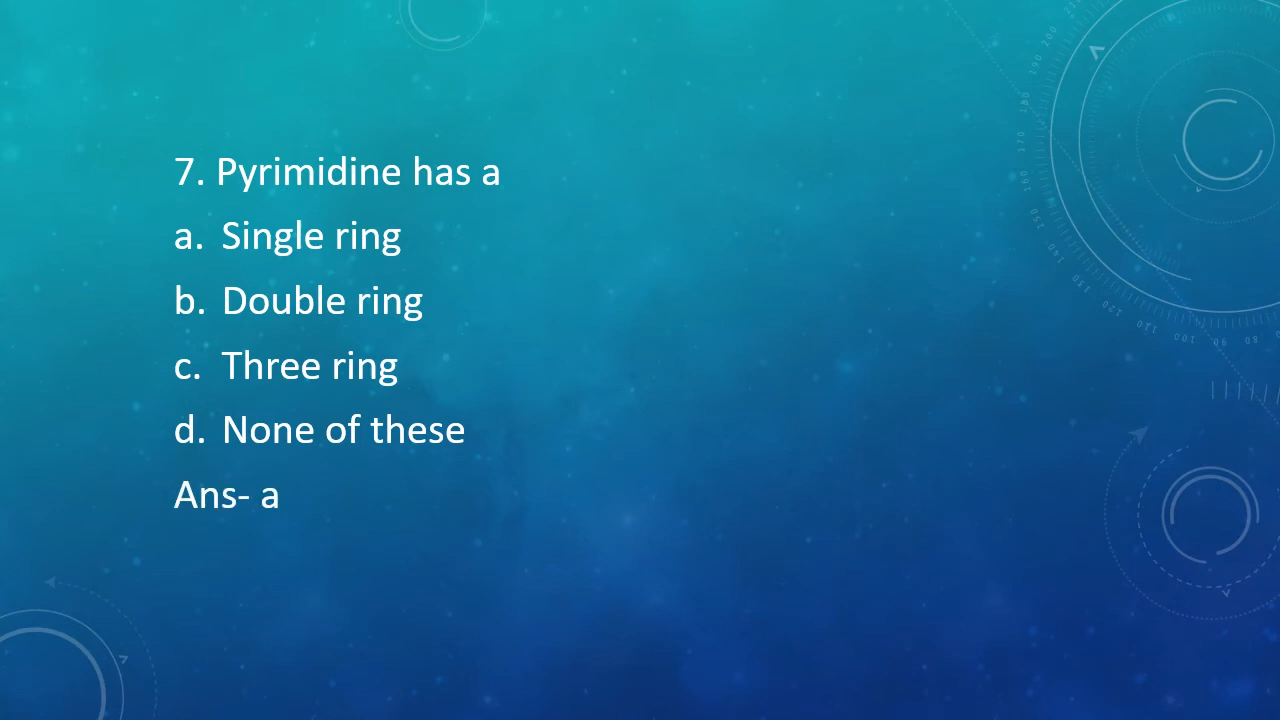 7. Pyrimidine has a
a. Single ring
b. Double ring
c. Three ring
d. None of these
Ans- a